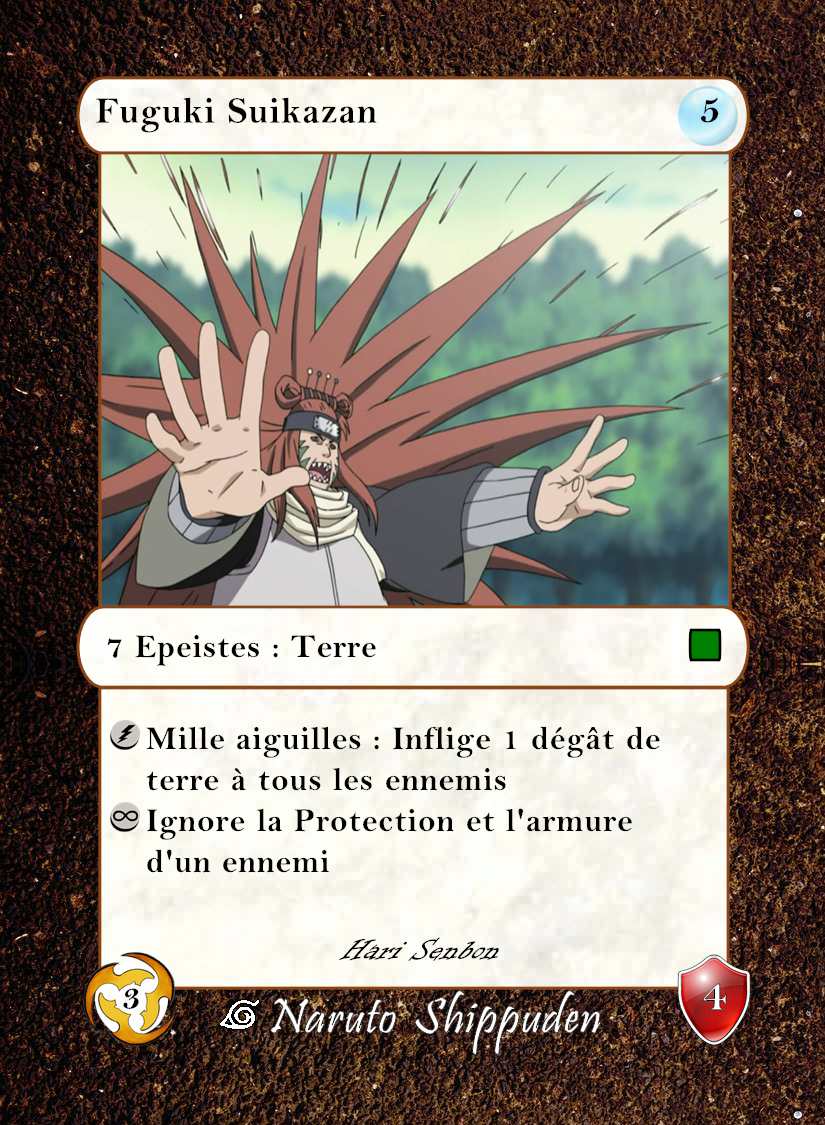 Fuguki Suikazan
5
7 Epeistes : Terre
Mille aiguilles : Inflige 1 dégât de
terre à tous les ennemis
Ignore la Protection et l'armure
d'un ennemi
Hari Senbon
3
Naruto Shippuden
4